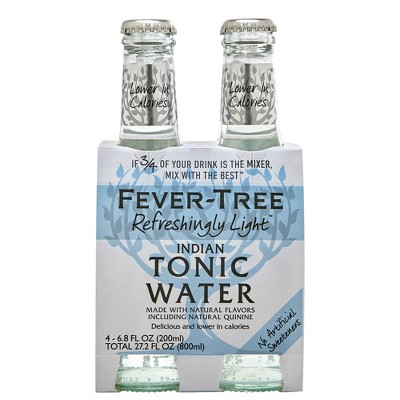 Lower In
Calories
Lower In
Calories
IF 3/4 OF YOUR DRINK IS THE MIXER,
MIX WITH THE BEST™
FEVER-TREE
Refreshingly Light™
INDIAN
TONIC
WATER
MADE WITH NATURAL FLAVORS
INCLUDING NATURAL QUININE
Delicious and lower in calories
No Artificial
Sweeteners
4 - 6.8 FL OZ (200ml)
TOTAL 27.2 FL OZ (800ml)